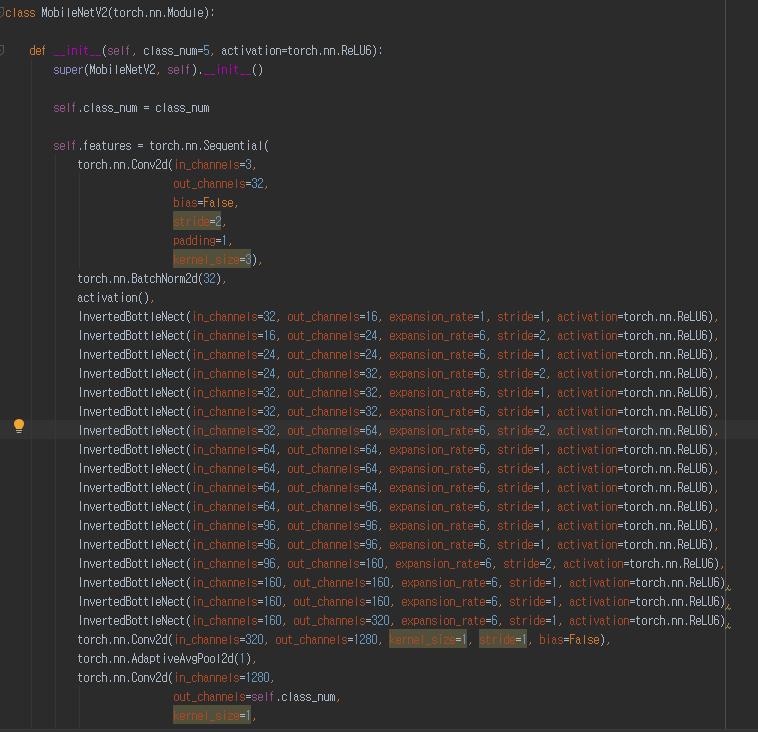 class MobileNetV2(torch.nn.Module):
def __init__(self, class_num=5, activation=torch.nn.ReLU6):
super(MobileNetV2, self).__init__()
self.class_num = class_num
self.features = torch.nn.Sequential(
torch.nn.Conv2d(in_channels=3,
out_channels=32,
bias=False,
stride=2,
padding=1,
kernel_size=3),
torch.nn.BatchNorm2d(32),
activation(),
InvertedBottleNect(in_channels=32, out_channels=16, expansion_rate=1, stride=1, activation=torch.nn.ReLU6),
InvertedBottleNect(in_channels=16, out_channels=24, expansion_rate=6, stride=2, activation=torch.nn.ReLU6),
InvertedBottleNect(in_channels=24, out_channels=24, expansion_rate=6, stride=1, activation=torch.nn.ReLU6),
InvertedBottleNect(in_channels=24, out_channels=32, expansion_rate=6, stride=2, activation=torch.nn.ReLU6),
InvertedBottleNect(in_channels=32, out_channels=32, expansion_rate=6, stride=1, activation=torch.nn.ReLU6),
InvertedBottleNect(in_channels=32, out_channels=32, expansion_rate=6, stride=1, activation=torch.nn.ReLU6),
InvertedBottleNect(in_channels=32, out_channels=64, expansion_rate=6, stride=2, activation=torch.nn.ReLU6),
InvertedBottleNect(in_channels=64, out_channels=64, expansion_rate=6, stride=1, activation=torch.nn.ReLU6),
InvertedBottleNect(in_channels=64, out_channels=64, expansion_rate=6, stride=1, activation=torch.nn.ReLU6),
InvertedBottleNect(in_channels=64, out_channels=64, expansion_rate=6, stride=1, activation=torch.nn.ReLU6),
InvertedBottleNect(in_channels=64, out_channels=96, expansion_rate=6, stride=1, activation=torch.nn.ReLU6),
InvertedBottleNect(in_channels=96, out_channels=96, expansion_rate=6, stride=1, activation=torch.nn.ReLU6),
InvertedBottleNect(in_channels=96, out_channels=96, expansion_rate=6, stride=1, activation=torch.nn.ReLU6),
InvertedBottleNect(in_channels=96, out_channels=160, expansion_rate=6, stride=2, activation=torch.nn.ReLU6),
InvertedBottleNect(in_channels=160, out_channels=160, expansion_rate=6, stride=1, activation=torch.nn.ReLU6),
InvertedBottleNect(in_channels=160, out_channels=160, expansion_rate=6, stride=1, activation=torch.nn.ReLU6),
InvertedBottleNect(in_channels=160, out_channels=320, expansion_rate=6, stride=1, activation=torch.nn.ReLU6),
torch.nn.Conv2d(in_channels=320, out_channels=1280, kernel_size=1, stride=1, bias=False),
torch.nn.AdaptiveAvgPool2d(1),
torch.nn.Conv2d(in_channels=1280,
out_channels=self.class_num,
kernel_size=1,